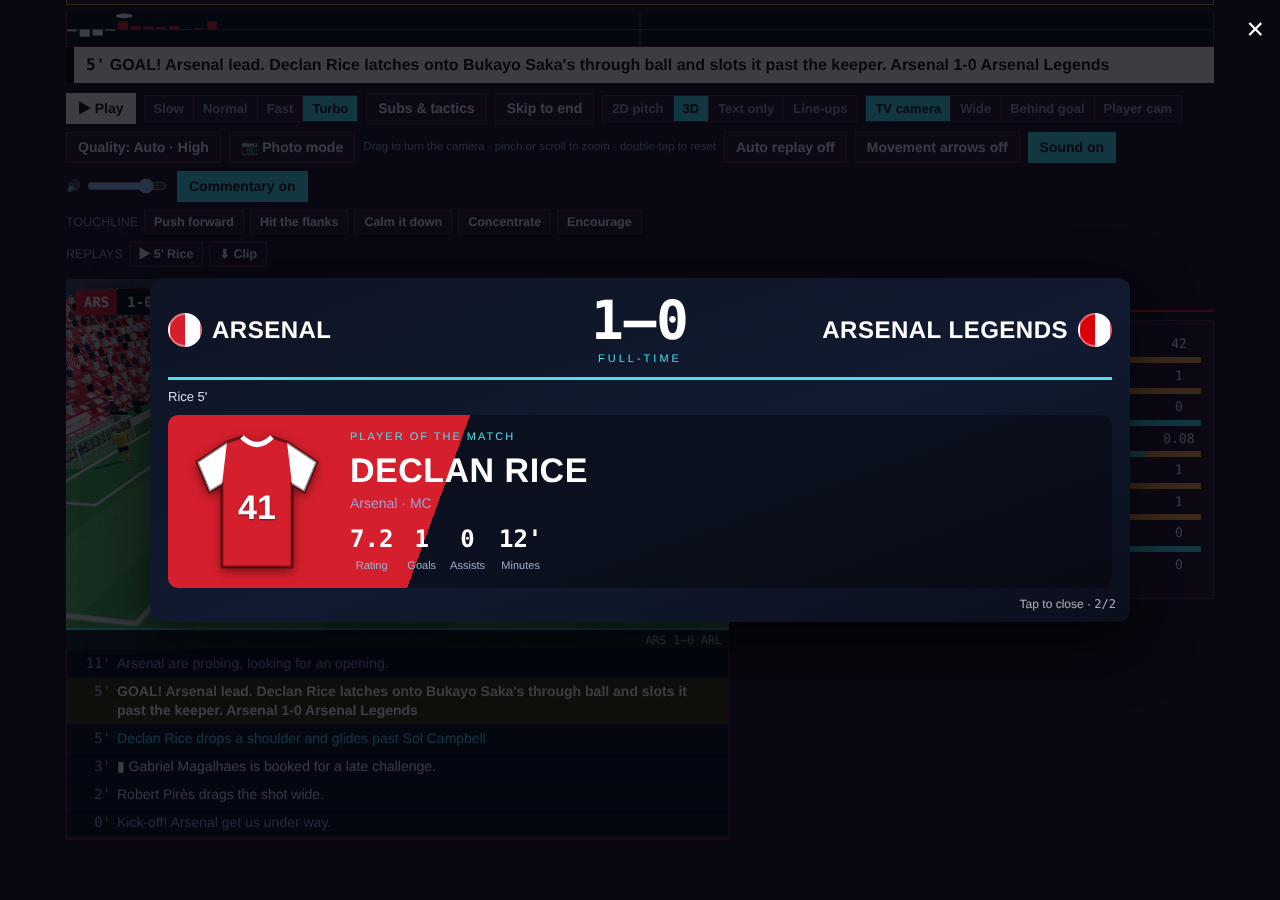 5' GOAL! Arsenal lead. Declan Rice latches onto Bukayo Saka's through ball and slots it past the keeper. Arsenal 1-0 Arsenal Legends
▶ Play Slow Normal Fast Turbo Subs & tactics Skip to end 2D pitch 3D Text only Line-ups TV camera Wide Behind goal Player cam
Quality: Auto · High 📷 Photo mode Drag to turn the camera · pinch or scroll to zoom · double-tap to reset Auto replay off Movement arrows off Sound on
Commentary on
TOUCHLINE Push forward Hit the flanks Calm it down Concentrate Encourage
REPLAYS ▶ 5' Rice ⬇ Clip
ARS 1-0
ARSENAL 1–0 ARSENAL LEGENDS
FULL-TIME
Rice 5'
PLAYER OF THE MATCH
DECLAN RICE
Arsenal · MC
41
7.2 1 0 12'
Rating Goals Assists Minutes
Tap to close · 2/2
42
1
0
0.08
1
1
0
0
ARS 1–0 ARL
11' Arsenal are probing, looking for an opening.
5' GOAL! Arsenal lead. Declan Rice latches onto Bukayo Saka's through ball and slots it
past the keeper. Arsenal 1-0 Arsenal Legends
5' Declan Rice drops a shoulder and glides past Sol Campbell
3' Gabriel Magalhaes is booked for a late challenge.
2' Robert Pirès drags the shot wide.
0' Kick-off! Arsenal get us under way.